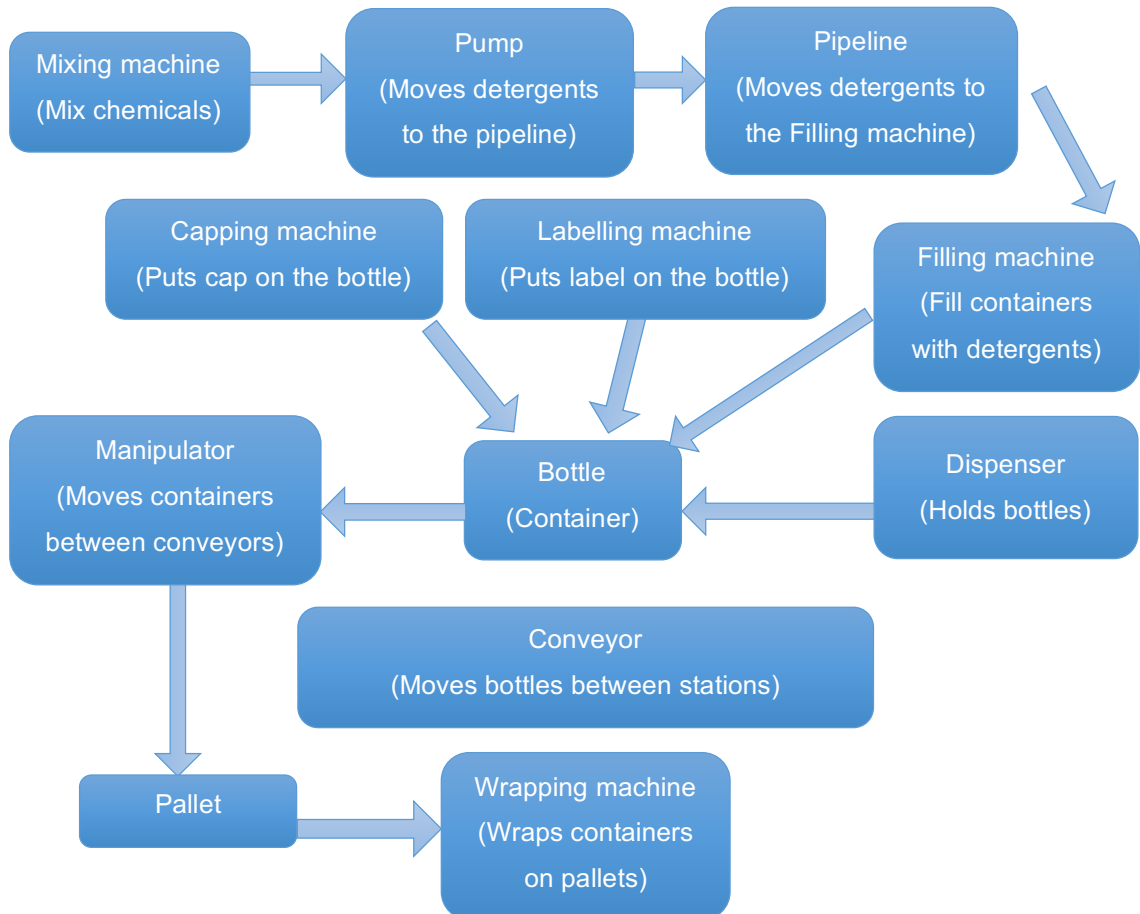 Mixing machine
(Mix chemicals)
Pump
(Moves detergents
to the pipeline)
Pipeline
(Moves detergents to
the Filling machine)
Capping machine
(Puts cap on the bottle)
Labelling machine
(Puts label on the bottle)
Filling machine
(Fill containers
with detergents)
Manipulator
(Moves containers
between conveyors)
Bottle
(Container)
Dispenser
(Holds bottles)
Conveyor
(Moves bottles between stations)
Pallet
Wrapping machine
(Wraps containers
on pallets)